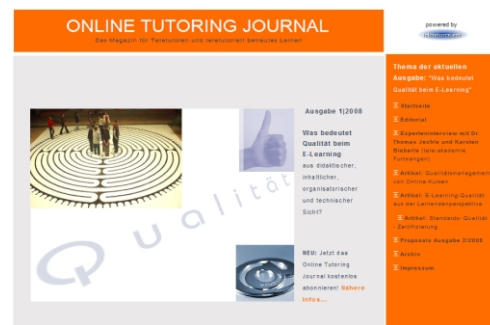 ONLINE TUTORING JOURNAL
Das Magazin für Teletutoren und teletutoriell betreutes Lernen
powered by
Thema der aktuellen
Ausgabe: "Was bedeutet
Qualität beim E-Learning"
Startseite
Editorial
Experteninterview mit Dr.
Thomas Jechle und Karsten
(tele-akademie
Furtwangen)
Artikel: Qualitätsmanagement
von Online-Kursen
Artikel: E-Learning-Qualität
aus der Lernendenperspektive
Artikel: Standards- Qualität
- Zertifizierung
Proposals Ausgabe 2/2008
Archiv
Impressum
Ausgabe 1|2008
Was bedeutet
Qualität beim
E-Learning
aus didaktischer,
inhaltlicher,
organisatorischer
und technischer
Sicht?
Qualität
NEU: Jetzt das
Online Tutoring
Journal kostenlos
abonnieren! Nähere
Infos...